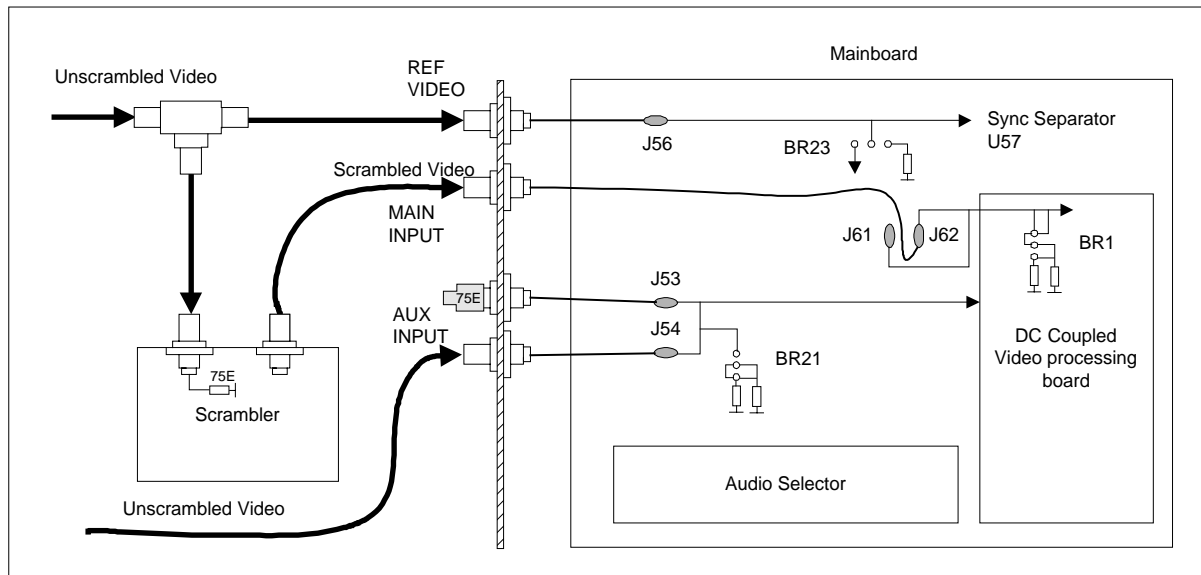 Mainboard
Unscrambled Video
REF
VIDEO
J56
BR23
Sync Separator
U57
Scrambled Video
MAIN
INPUT
J61
J62
BR1
75E
J53
AUX
INPUT
J54
BR21
DC Coupled
Video processing
board
75E
Scrambler
Audio Selector
Unscrambled Video